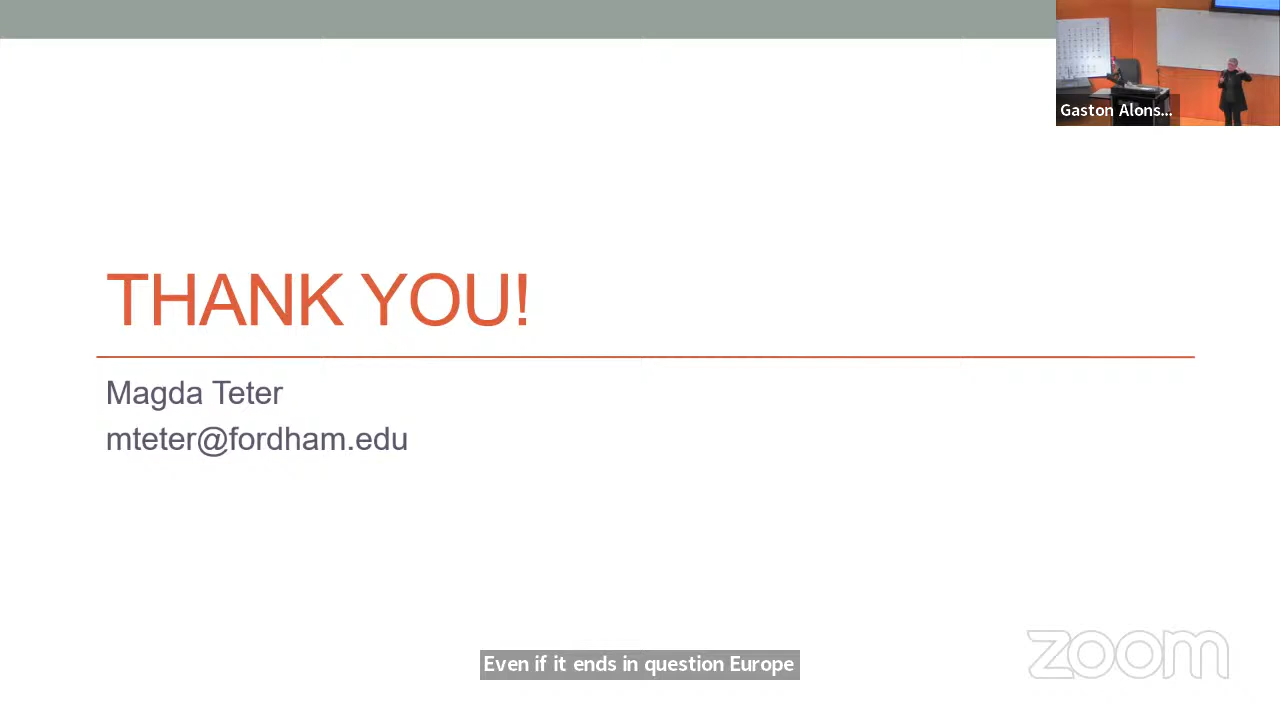 Gaston Alons...
THANK YOU!
Magda Teter
mteter@fordham.edu
Even if it ends in question Europe
zoom